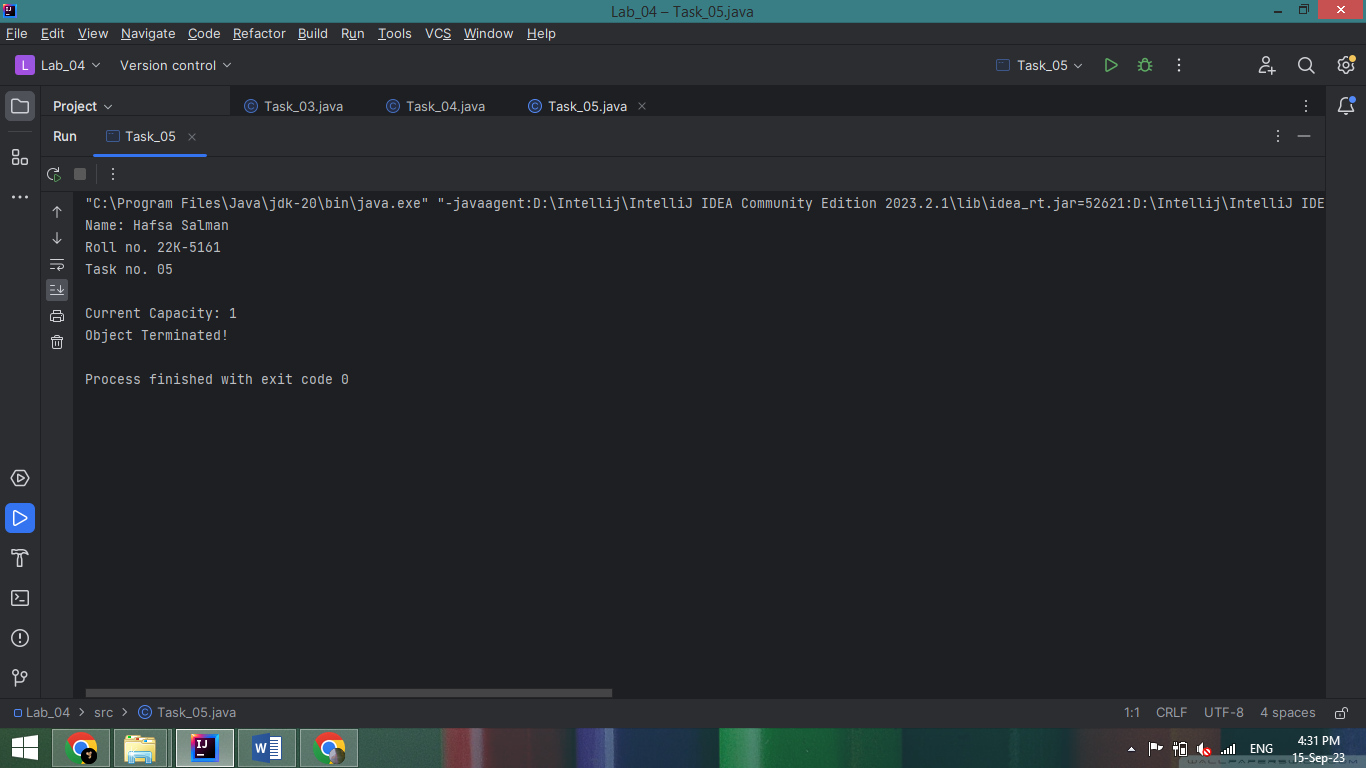 Lab_04 – Task_05.java
File Edit View Navigate Code Refactor Build Run Tools VCS Window Help
L Lab_04 Version control Task_05
Project Task_03.java Task_04.java Task_05.java
Run Task_05
"C:\Program Files\Java\jdk-20\bin\java.exe" "-javaagent:D:\Intellij\IntelliJ IDEA Community Edition 2023.2.1\lib\idea_rt.jar=52621:D:\Intellij\IntelliJ IDE
Name: Hafsa Salman
Roll no. 22K-5161
Task no. 05
Current Capacity: 1
Object Terminated!
Process finished with exit code 0
Lab_04 > src > Task_05.java 1:1 CRLF UTF-8 4 spaces
ENG 4:31 PM
15-Sep-23